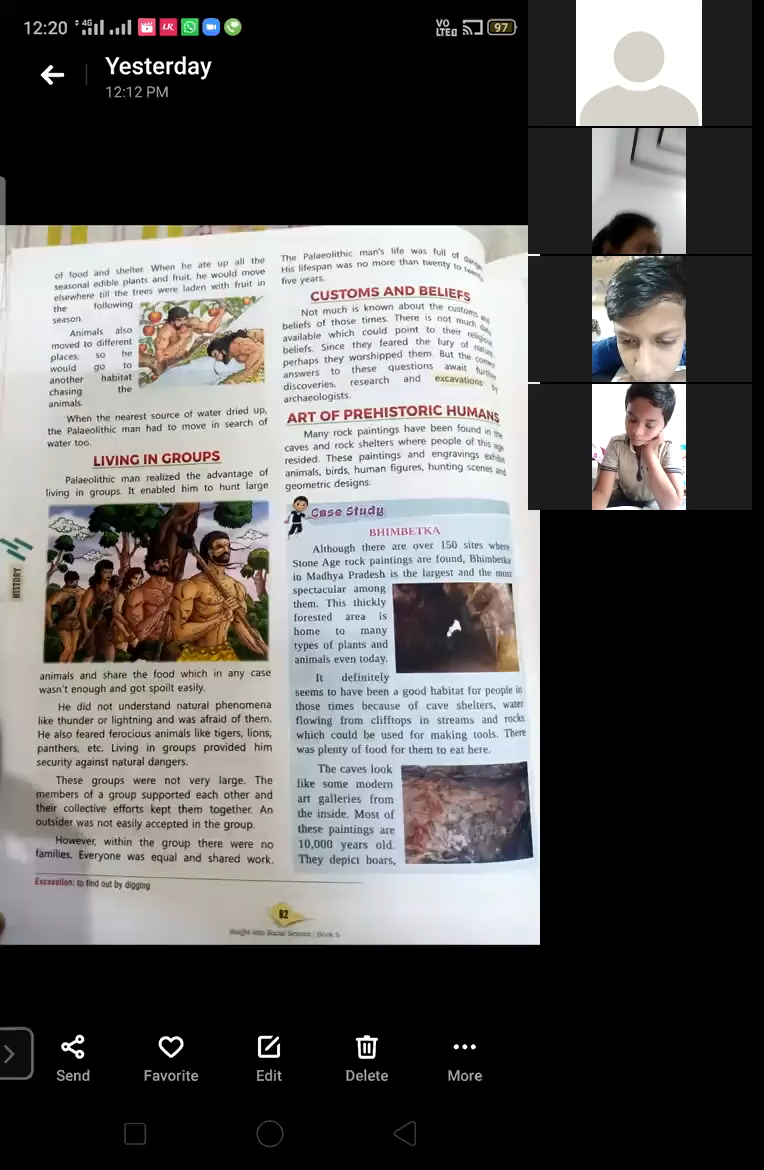 12:20
4G
VO
LTE
97
Yesterday
12:12 PM
of food and shelter. When he ate up all the
seasonal edible plants and fruit, he would move
elsewhere till the trees were laden with fruit in
the following
season.
Animals also
moved to different
places, so he
would go to
another habitat
chasing the
animals.
When the nearest source of water dried up,
the Palaeolithic man had to move in search of
water too.
LIVING IN GROUPS
Palaeolithic man realized the advantage of
living in groups. It enabled him to hunt large
animals and share the food which in any case
wasn't enough and got spoilt easily.
He did not understand natural phenomena
like thunder or lightning and was afraid of them.
He also feared ferocious animals like tigers, lions,
panthers, etc. Living in groups provided him
security against natural dangers.
These groups were not very large. The
members of a group supported each other and
their collective efforts kept them together. An
outsider was not easily accepted in the group.
However, within the group there were no
families. Everyone was equal and shared work.
Excavation: to find out by digging
HISTORY
The Palaeolithic man's life was full of
His lifespan was no more than twenty to twenty
five years.
CUSTOMS AND BELIEFS
Not much is known about the customs and
beliefs of those times. There is not much data
available which could point to their religious
beliefs. Since they feared the fury of nature,
perhaps they worshipped them. But the correct
answers to these questions await further
discoveries, research and excavations by
archaeologists.
ART OF PREHISTORIC HUMANS
Many rock paintings have been found in the
caves and rock shelters where people of this age
resided. These paintings and engravings exhibit
animals, birds, human figures, hunting scenes and
geometric designs.
Case Study
BHIMBETKA
Although there are over 150 sites where
Stone Age rock paintings are found, Bhimbetka
in Madhya Pradesh is the largest and the most
spectacular among
them. This thickly
forested area is
home to many
types of plants and
animals even today.
It definitely
seems to have been a good habitat for people in
those times because of cave shelters, water
flowing from clifftops in streams and rocks
which could be used for making tools. There
was plenty of food for them to eat here.
The caves look
like some modern
art galleries from
the inside. Most of
these paintings are
10,000 years old.
They depict boars,
82
Insight into Social Science | Book 6
Send
Favorite
Edit
Delete
More